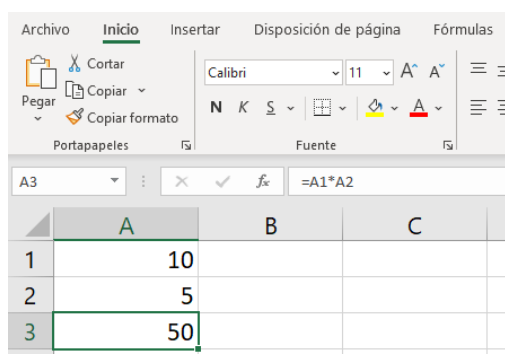 Archivo Inicio Insertar Disposición de página Fórmulas
Pegar
Cortar
Copiar
Copiar formato
Portapapeles
Calibri 11 A^ Aˇ
N K S A
Fuente
A3 fx =A1*A2
A B C
1 10
2 5
3 50